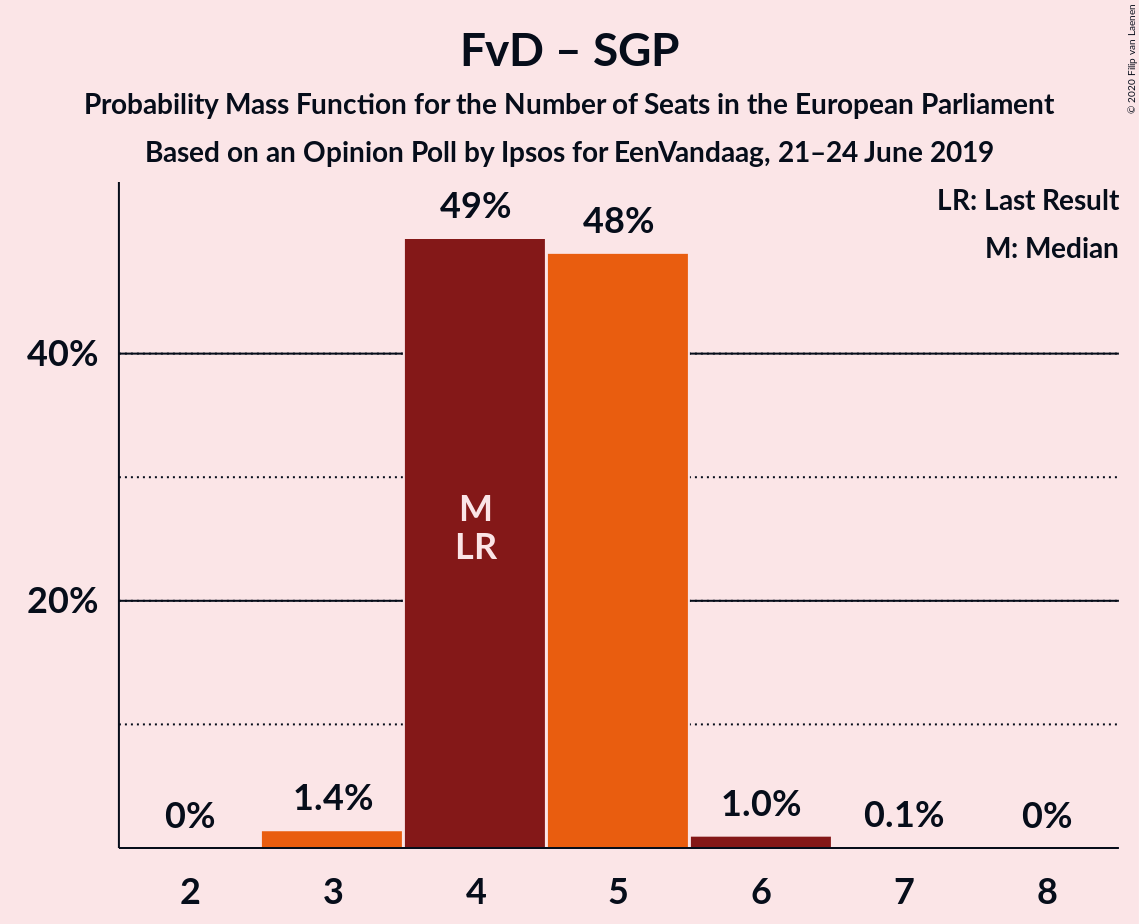 FvD – SGP
Probability Mass Function for the Number of Seats in the European Parliament
Based on an Opinion Poll by Ipsos for EenVandaag, 21–24 June 2019
© 2020 Filip van Laenen
LR: Last Result
M: Median
49%
48%
40%
M
LR
20%
0%
1.4%
1.0%
0.1%
0%
2
3
4
5
6
7
8